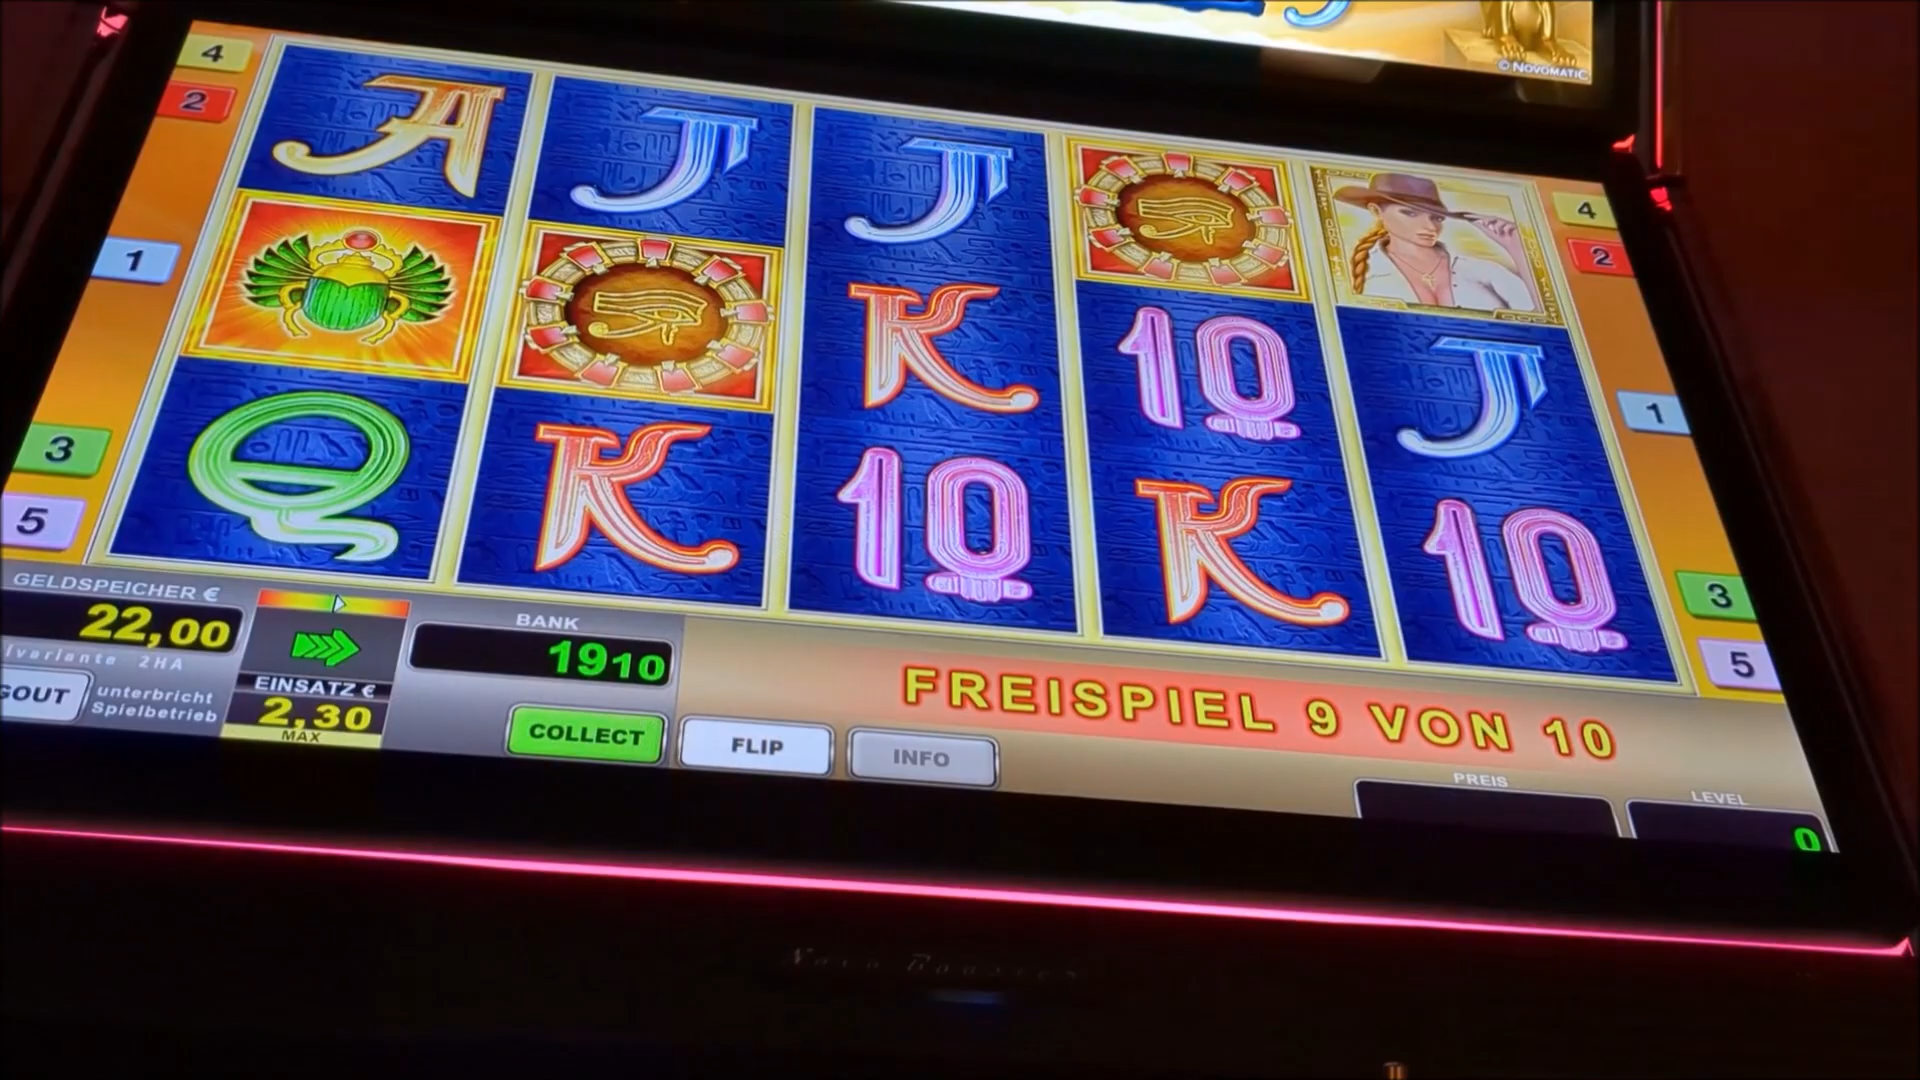 © NOVOMATIC
4
2
1
3
5
A
J
J
Q
K
K
10
10
K
J
10
4
2
1
3
5
GELDSPEICHER €
22,00
variante 2HA
GOUT
unterbricht
Spielbetrieb
EINSATZ €
2,30
MAX
BANK
1910
COLLECT
FLIP
INFO
FREISPIEL 9 VON 10
PREIS
LEVEL
0